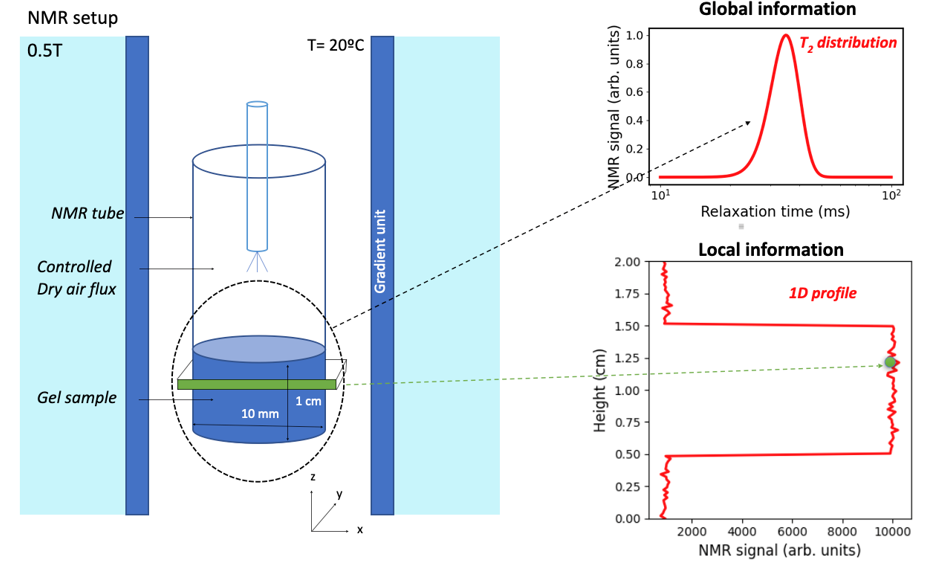 NMR setup
0.5T
T= 20ºC
NMR tube
Controlled
Dry air flux
Gel sample
10 mm
1 cm
Gradient unit
z
y
x
Global information
T2 distribution
NMR signal (arb. units)
1.0
0.8
0.6
0.4
0.2
0.0
10¹
10²
Relaxation time (ms)
Local information
1D profile
Height (cm)
2.00
1.75
1.50
1.25
1.00
0.75
0.50
0.25
0.00
2000 4000 6000 8000 10000
NMR signal (arb. units)